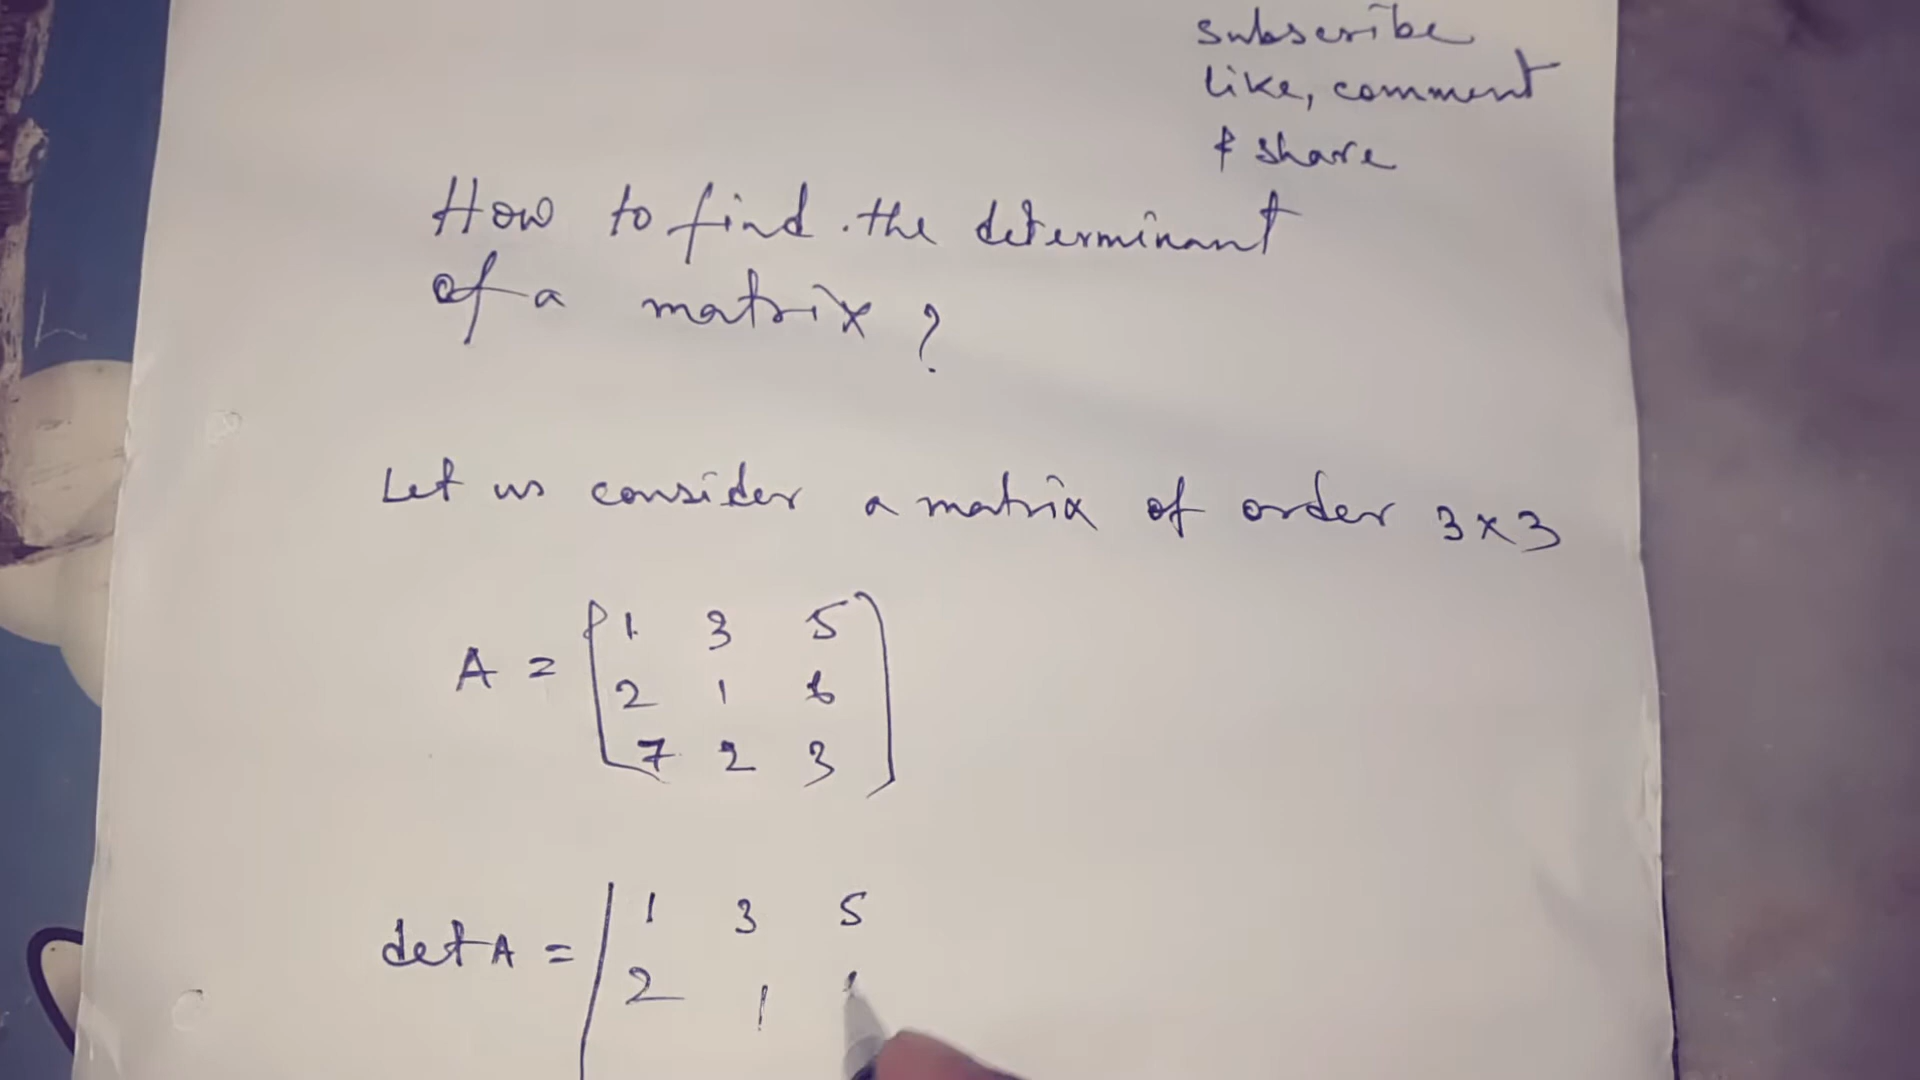 subscribe
like, comment
& share
How to find the determinant
of a matrix ?
Let us consider a matrix of order 3×3
A = [1 3 5
2 1 6
7 2 3]
det A = | 1 3 5
2 1